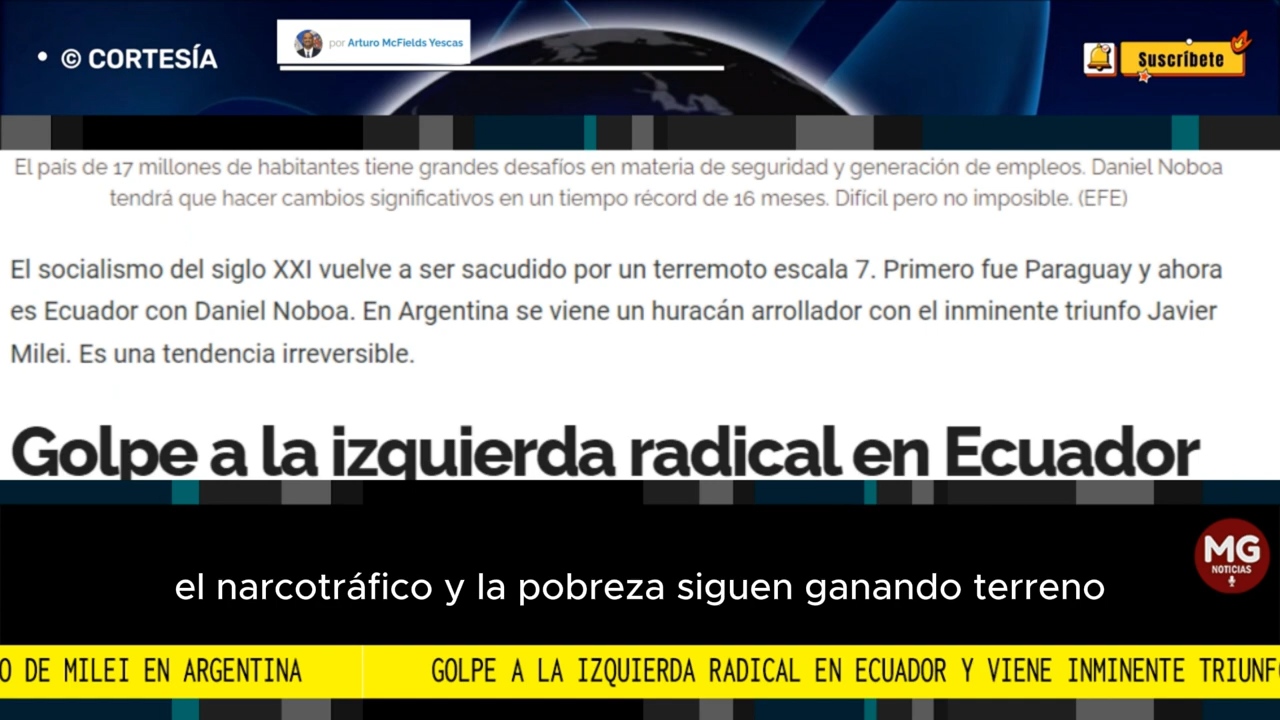 • © CORTESÍA
por Arturo McFields Yescas
Suscríbete
El país de 17 millones de habitantes tiene grandes desafíos en materia de seguridad y generación de empleos. Daniel Noboa
tendrá que hacer cambios significativos en un tiempo récord de 16 meses. Difícil pero no imposible. (EFE)
El socialismo del siglo XXI vuelve a ser sacudido por un terremoto escala 7. Primero fue Paraguay y ahora
es Ecuador con Daniel Noboa. En Argentina se viene un huracán arrollador con el inminente triunfo Javier
Milei. Es una tendencia irreversible.
Golpe a la izquierda radical en Ecuador
MG
NOTICIAS
el narcotráfico y la pobreza siguen ganando terreno
O DE MILEI EN ARGENTINA GOLPE A LA IZQUIERDA RADICAL EN ECUADOR Y VIENE INMINENTE TRIUNF